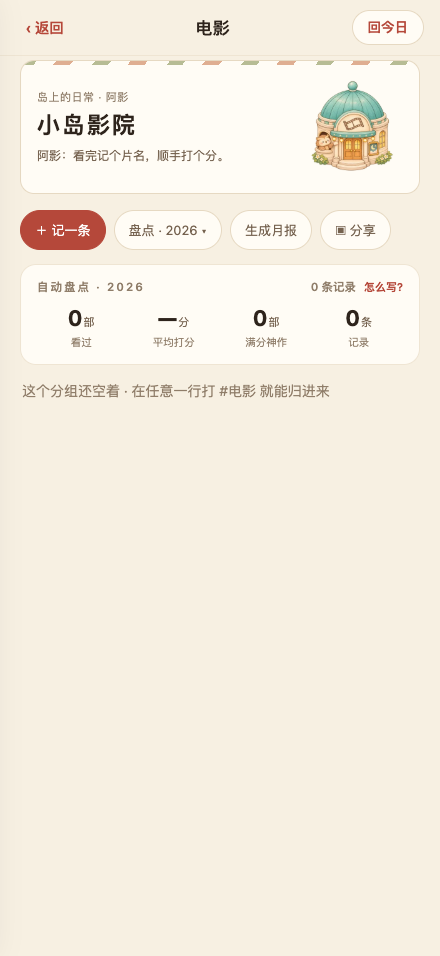 ‹ 返回
电影
回今日
岛上的日常 · 阿影
小岛影院
阿影：看完记个片名，顺手打个分。
＋ 记一条
盘点 · 2026 ▾
生成月报
▣ 分享
自动盘点 · 2026
0 条记录 怎么写?
0部
—分
0部
0条
看过
平均打分
满分神作
记录
这个分组还空着 · 在任意一行打 #电影 就能归进来